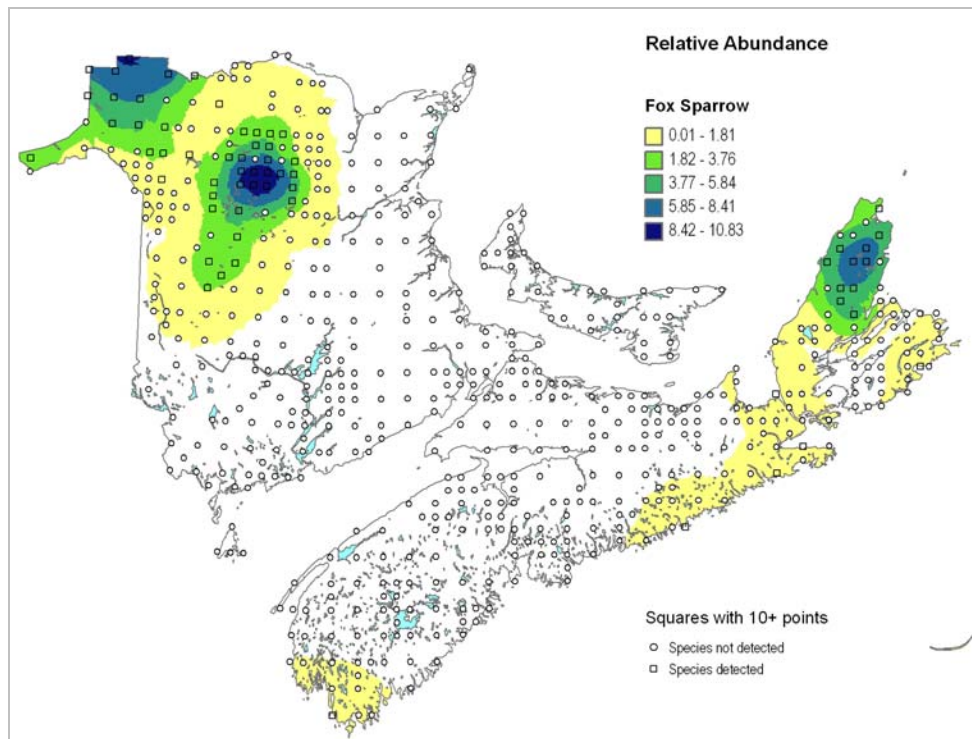 Relative Abundance
Fox Sparrow
0.01 - 1.81
1.82 - 3.76
3.77 - 5.84
5.85 - 8.41
8.42 - 10.83
Squares with 10+ points
Species not detected
Species detected